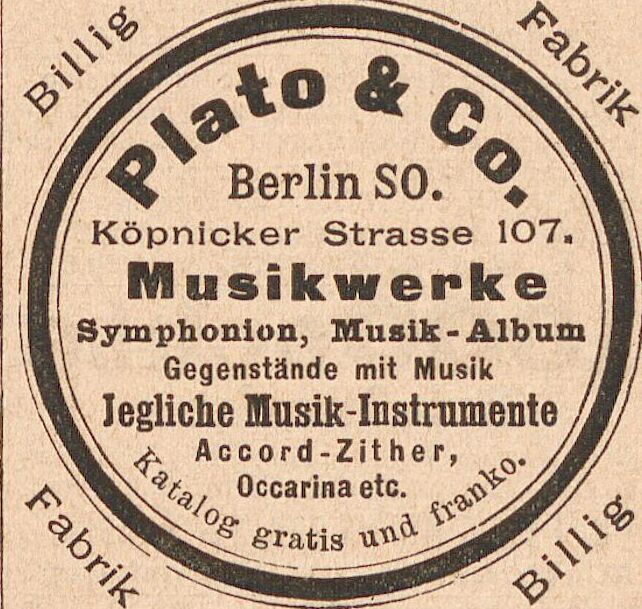 Billig
Fabrik
Plato & Co.
Berlin SO.
Köpnicker Strasse 107.
Musikwerke
Symphonion, Musik-Album
Gegenstände mit Musik
Jegliche Musik-Instrumente
Accord-Zither,
Occarina etc.
Katalog gratis und franko.
Fabrik
Billig